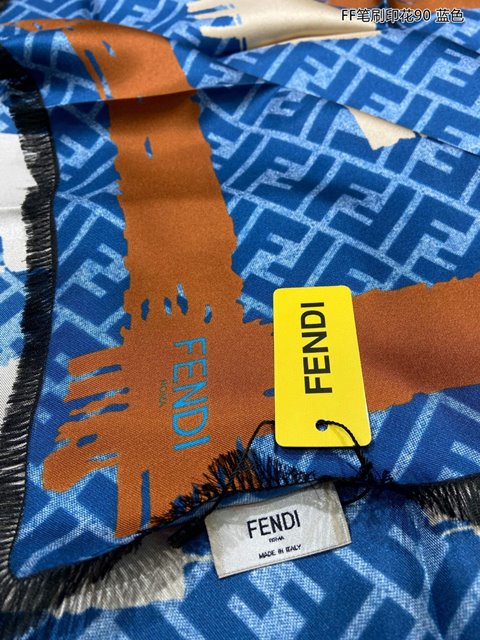 FF笔刷印花90 蓝色
FENDI
ROMA
FENDI
FENDI
ROMA
MADE IN ITALY